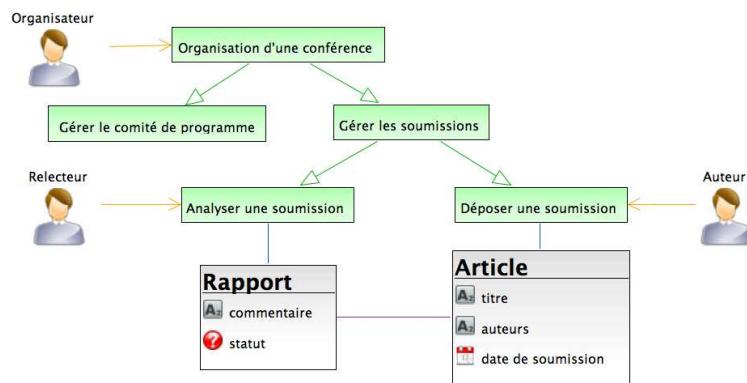 Organisateur
Organisation d'une conférence
Gérer le comité de programme
Gérer les soumissions
Relecteur
Auteur
Analyser une soumission
Déposer une soumission
Rapport
commentaire
statut
Article
titre
auteurs
date de soumission